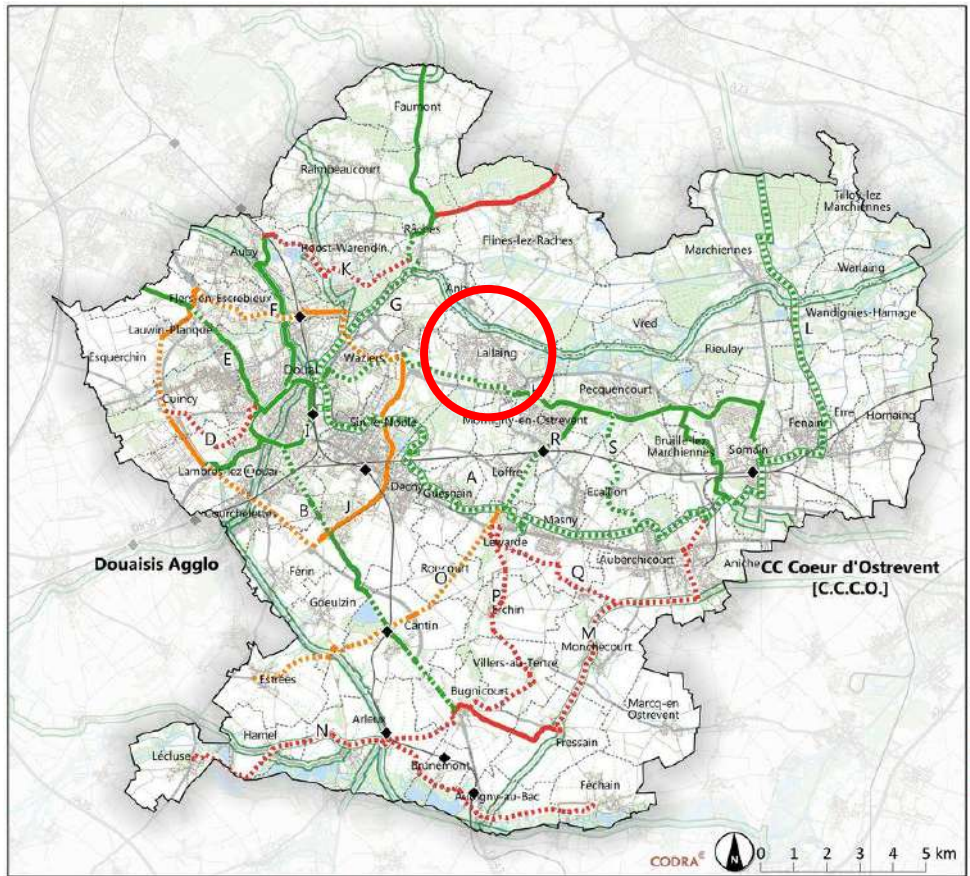 Faumont
Raimbeaucourt
Tilloy-lez
Marchiennes
Râches
Roost-Warendin
Flines-lez-Raches
Marchiennes
Auby
K
Warlaing
Flers-en-Escrebieux
Anh
G
Wandignies-Hamage
F
L
Lauwin-Planque
Vred
Esquerchin
E
Waziers
Lallaing
Rieulay
Douai
Pecquencourt
Cuincy
I
Montigny-en-Ostrevent
Erre
Hornaing
Sin-le-Noble
Fenain
D
R
S
Bruille-lez
Marchiennes
Somain
Lambres-lez-Douai
Loffre
Dechy
Guesnain
A
Ecaillon
B
J
Courchelette
Masny
Lewarde
Auberchicourt
Douaisis Agglo
Aniche
CC Coeur d'Ostrevent
[C.C.C.O.]
Férin
Roucourt
Q
O
Goeulzin
P
Erchin
Cantin
M
Monchecourt
Villers-au-Tertre
Estrées
Bugnicourt
Marcq-en
Ostrevent
Arleux
Hamel
N
Fressain
Lécluse
Brunémont
Féchain
Aubigny-au-Bac
CODRA©
N
0 1 2 3 4 5 km